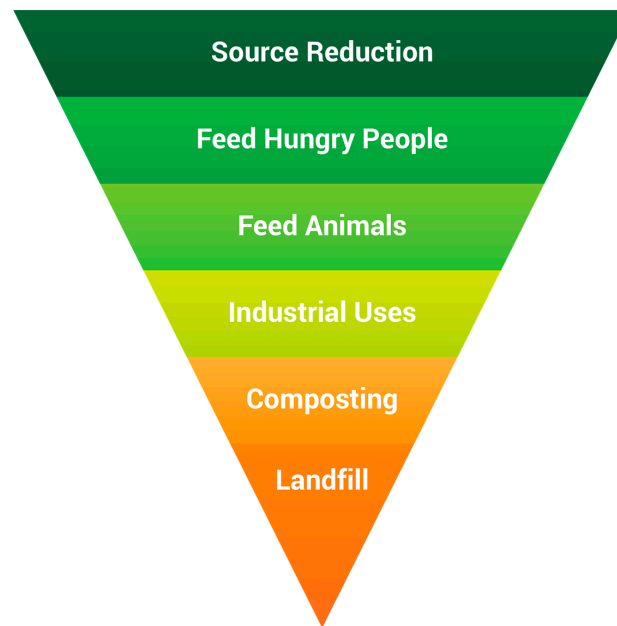 Source Reduction
Feed Hungry People
Feed Animals
Industrial Uses
Composting
Landfill